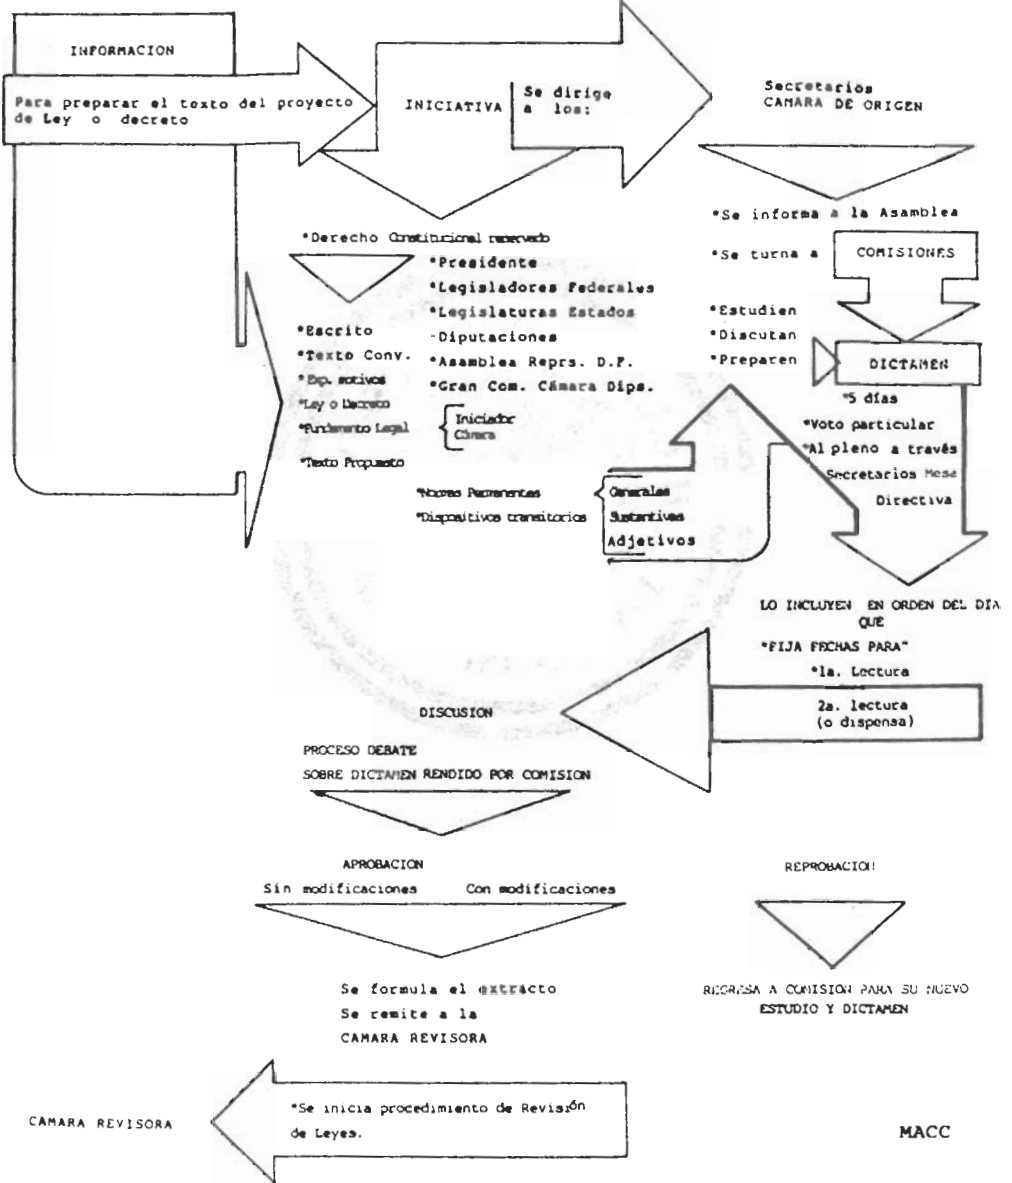 INFORMACION
Para preparar el texto del proyecto
de Ley o decreto
INICIATIVA
Se dirige
a los:
Secretarios
CAMARA DE ORIGEN
*Se informa a la Asamblea
*Se turna a
COMISIONES
*Estudien
*Discutan
*Preparen
DICTAMEN
*5 días
*Voto particular
*Al pleno a través
Secretarios Mesa
Directiva
*Derecho Constitucional reservado
*Presidente
*Legisladores Federales
*Legislaturas Estados
-Diputaciones
*Asamblea Reprs. D.F.
*Gran Com. Cámara Dips.
*Escrito
*Texto Conv.
*Exp. motivos
*Ley o Decreto
*Fundamento Legal
Iniciador
Cámara
*Texto Propuesto
*Normas Permanentes
*Dispositivos transitorios
Generales
Sustantivas
Adjetivos
LO INCLUYEN EN ORDEN DEL DIA
QUE
*FIJA FECHAS PARA"
*1a. Lectura
2a. lectura
(o dispensa)
DISCUSION
PROCESO DEBATE
SOBRE DICTAMEN RENDIDO POR COMISION
APROBACION
Sin modificaciones Con modificaciones
REPROBACION
Se formula el extracto
Se remite a la
CAMARA REVISORA
REGRESA A COMISION PARA SU NUEVO
ESTUDIO Y DICTAMEN
CAMARA REVISORA
*Se inicia procedimiento de Revisión
de Leyes.
MACC